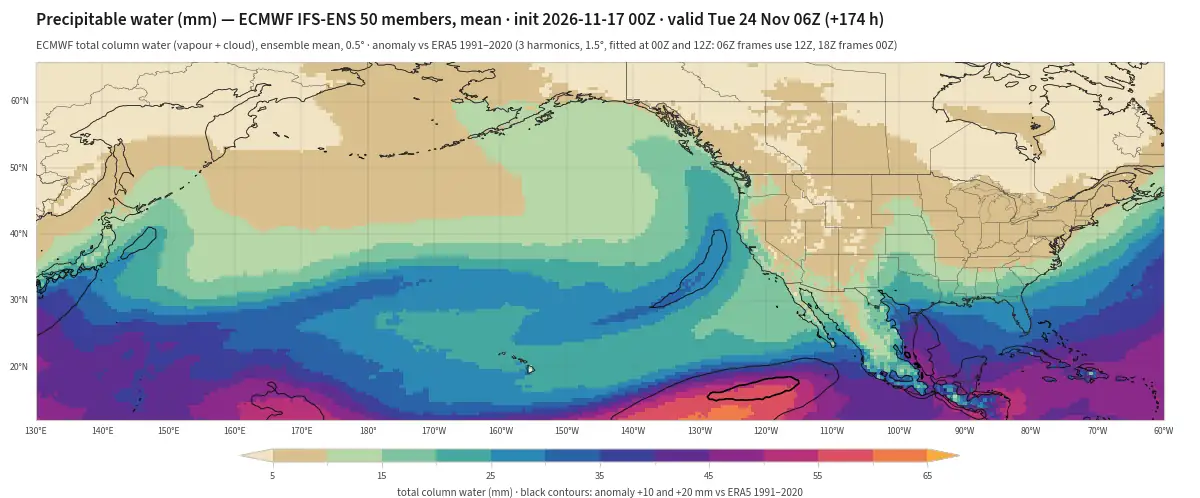 Precipitable water (mm) — ECMWF IFS-ENS 50 members, mean · init 2026-11-17 00Z · valid Tue 24 Nov 06Z (+174 h)
ECMWF total column water (vapour + cloud), ensemble mean, 0.5° · anomaly vs ERA5 1991–2020 (3 harmonics, 1.5°, fitted at 00Z and 12Z: 06Z frames use 12Z, 18Z frames 00Z)
60°N
50°N
40°N
30°N
20°N
130°E 140°E 150°E 160°E 170°E 180° 170°W 160°W 150°W 140°W 130°W 120°W 110°W 100°W 90°W 80°W 70°W 60°W
5 15 25 35 45 55 65
total column water (mm) · black contours: anomaly +10 and +20 mm vs ERA5 1991–2020